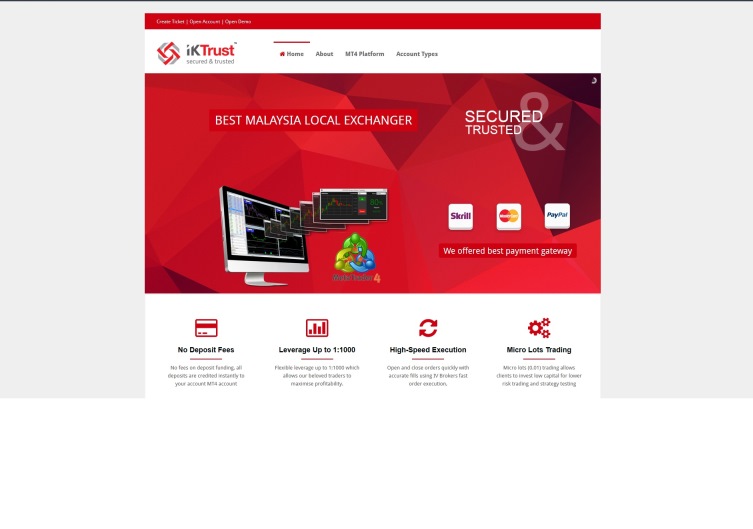 Create Ticket | Open Account | Open Demo
iKTrust
secured & trusted
Home
About
MT4 Platform
Account Types
BEST MALAYSIA LOCAL EXCHANGER
SECURED
&
TRUSTED
80%
Skrill
MasterCard
PayPal
We offered best payment gateway
MetaTrader 4
No Deposit Fees
No fees on deposit funding, all
deposits are credited instantly to
your account MT4 account
Leverage Up to 1:1000
Flexible leverage up to 1:1000 which
allows our beloved traders to
maximise profitability.
High-Speed Execution
Open and close orders quickly with
accurate fills using IV Brokers fast
order execution.
Micro Lots Trading
Micro lots (0.01) trading allows
clients to invest low capital for lower
risk trading and strategy testing